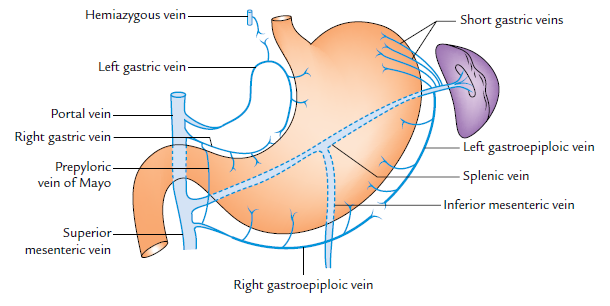 Hemiazygous vein
Short gastric veins
Left gastric vein
Portal vein
Right gastric vein
Prepyloric
vein of Mayo
Left gastroepiploic vein
Splenic vein
Inferior mesenteric vein
Superior
mesenteric vein
Right gastroepiploic vein